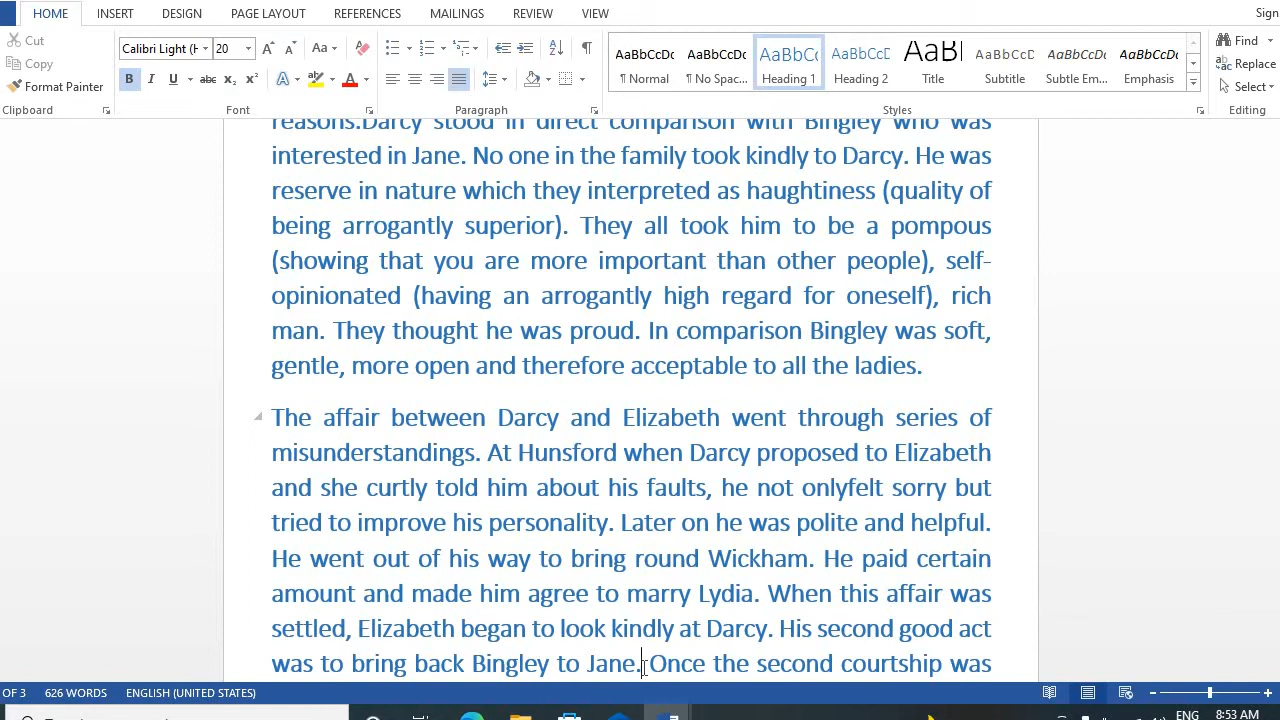 HOME INSERT DESIGN PAGE LAYOUT REFERENCES MAILINGS REVIEW VIEW Sign
Cut
Copy
Format Painter
Clipboard
Calibri Light (H 20
Font
Paragraph
AaBbCcDc AaBbCcDc AaBbCc AaBbCcD AaB AaBbCcD AaBbCcDc AaBbCcDc
¶ Normal ¶ No Spac... Heading 1 Heading 2 Title Subtitle Subtle Em... Emphasis
Styles
Find
Replace
Select
Editing
reasons.Darcy stood in direct comparison with Bingley who was
interested in Jane. No one in the family took kindly to Darcy. He was
reserve in nature which they interpreted as haughtiness (quality of
being arrogantly superior). They all took him to be a pompous
(showing that you are more important than other people), self-
opinionated (having an arrogantly high regard for oneself), rich
man. They thought he was proud. In comparison Bingley was soft,
gentle, more open and therefore acceptable to all the ladies.
The affair between Darcy and Elizabeth went through series of
misunderstandings. At Hunsford when Darcy proposed to Elizabeth
and she curtly told him about his faults, he not onlyfelt sorry but
tried to improve his personality. Later on he was polite and helpful.
He went out of his way to bring round Wickham. He paid certain
amount and made him agree to marry Lydia. When this affair was
settled, Elizabeth began to look kindly at Darcy. His second good act
was to bring back Bingley to Jane. Once the second courtship was
OF 3 626 WORDS ENGLISH (UNITED STATES)
ENG 8:53 AM